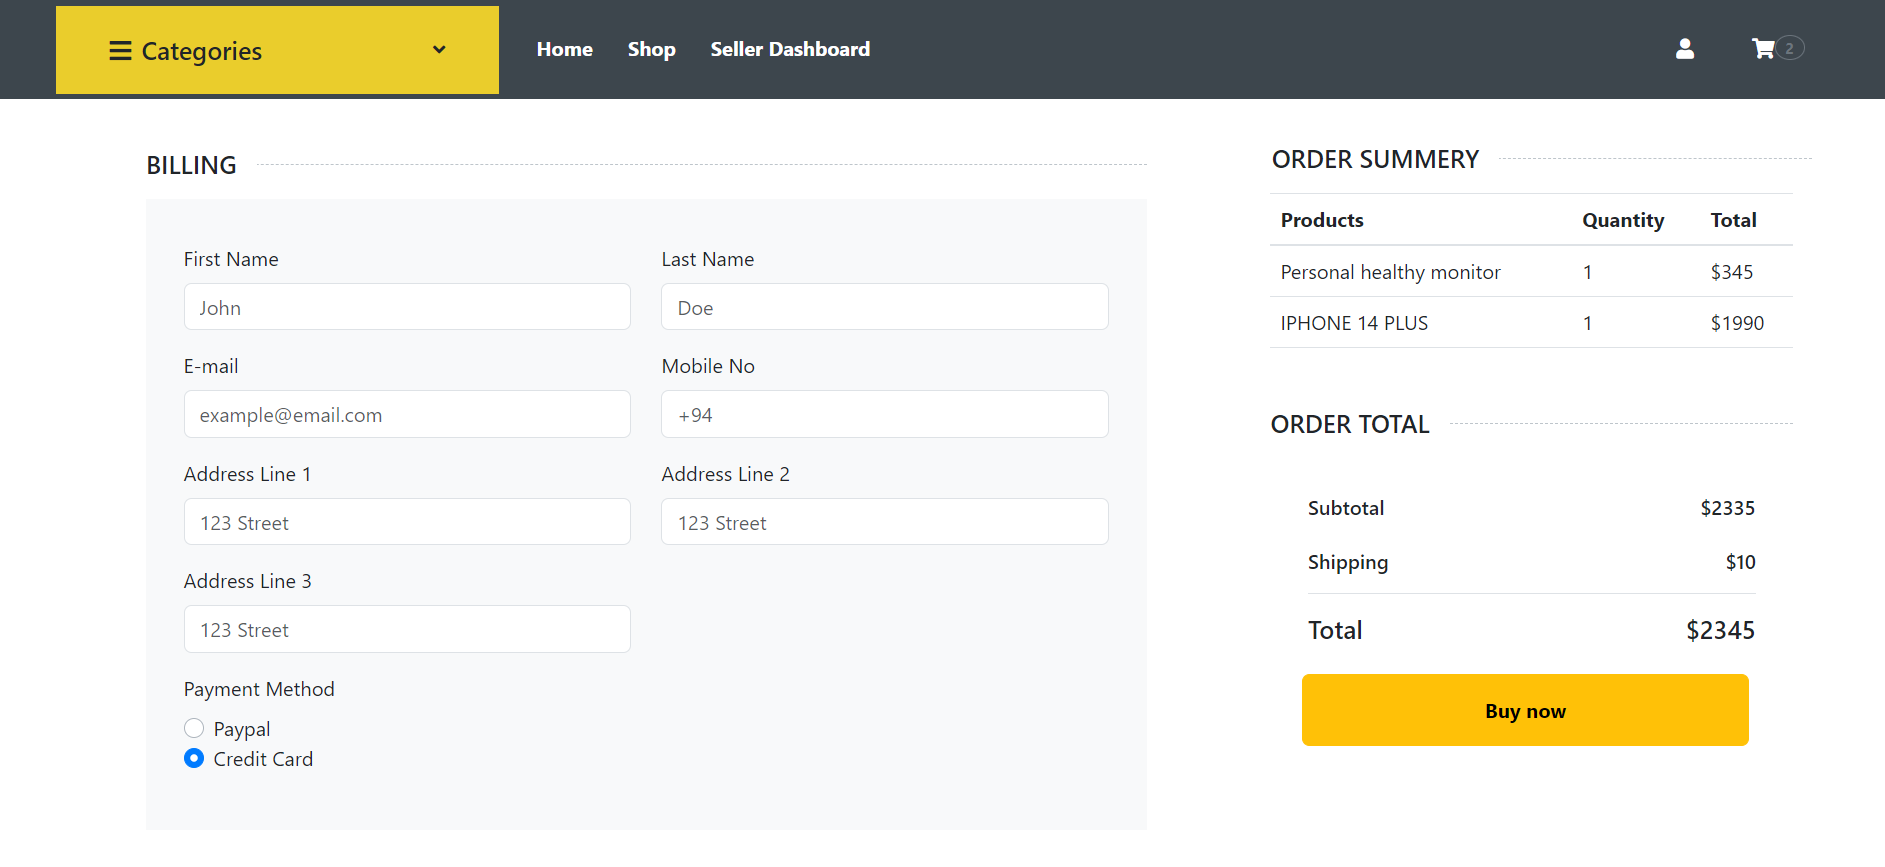 Categories
Home Shop Seller Dashboard
2
BILLING
First Name Last Name
John Doe
E-mail Mobile No
example@email.com +94
Address Line 1 Address Line 2
123 Street 123 Street
Address Line 3
123 Street
Payment Method
Paypal
Credit Card
ORDER SUMMERY
Products Quantity Total
Personal healthy monitor 1 $345
IPHONE 14 PLUS 1 $1990
ORDER TOTAL
Subtotal $2335
Shipping $10
Total $2345
Buy now